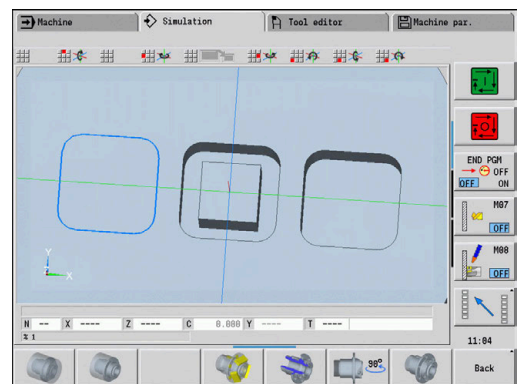 Machine
Simulation
Tool editor
Machine par.
END PGM
OFF
OFF ON
M07
OFF
M08
OFF
Y
Z X
N -- X ---- Z ---- C 0.000 Y ---- T ----
% 1
11:04
90°
Back